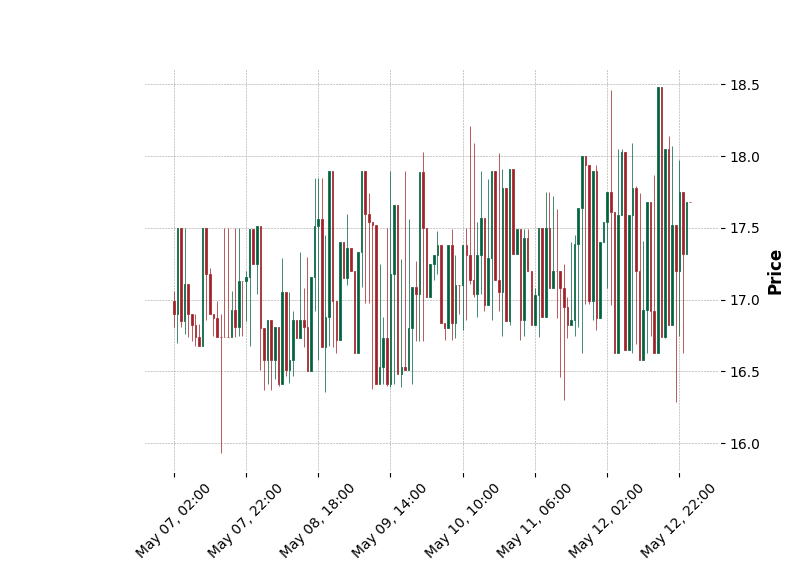 18.5
18.0
17.5
17.0
16.5
16.0
Price
May 07, 02:00
May 07, 22:00
May 08, 18:00
May 09, 14:00
May 10, 10:00
May 11, 06:00
May 12, 02:00
May 12, 22:00